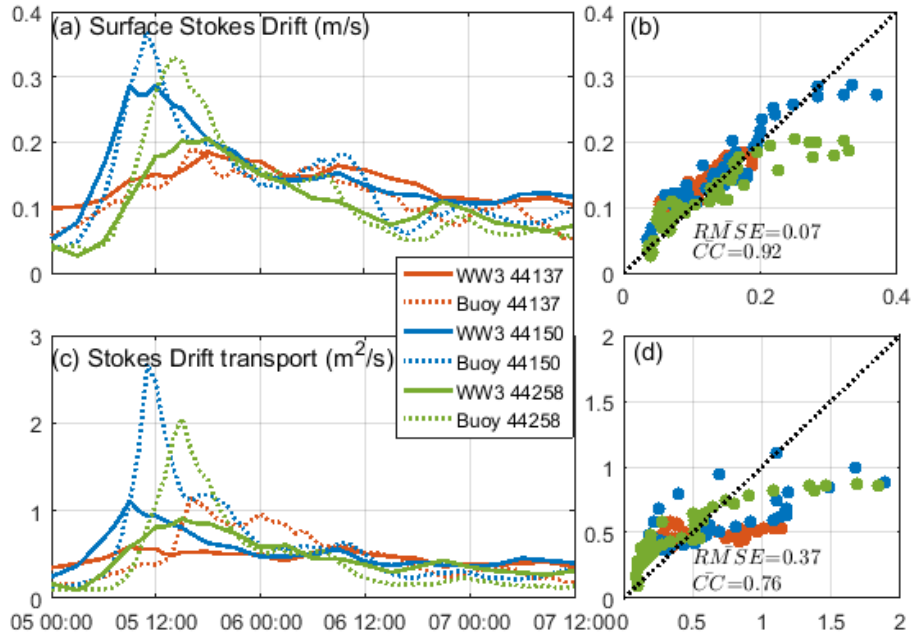 0.4
(a) Surface Stokes Drift (m/s)
0.3
0.2
0.1
0
0.4
(b)
0.3
0.2
0.1
0
RMSE=0.07
CC=0.92
0 0.2 0.4
WW3 44137
Buoy 44137
WW3 44150
Buoy 44150
WW3 44258
Buoy 44258
3
(c) Stokes Drift transport (m²/s)
2
1
0
05 00:00 05 12:00 06 00:00 06 12:00 07 00:00 07 12:00
2
(d)
1.5
1
0.5
0
RMSE=0.37
CC=0.76
0 0.5 1 1.5 2